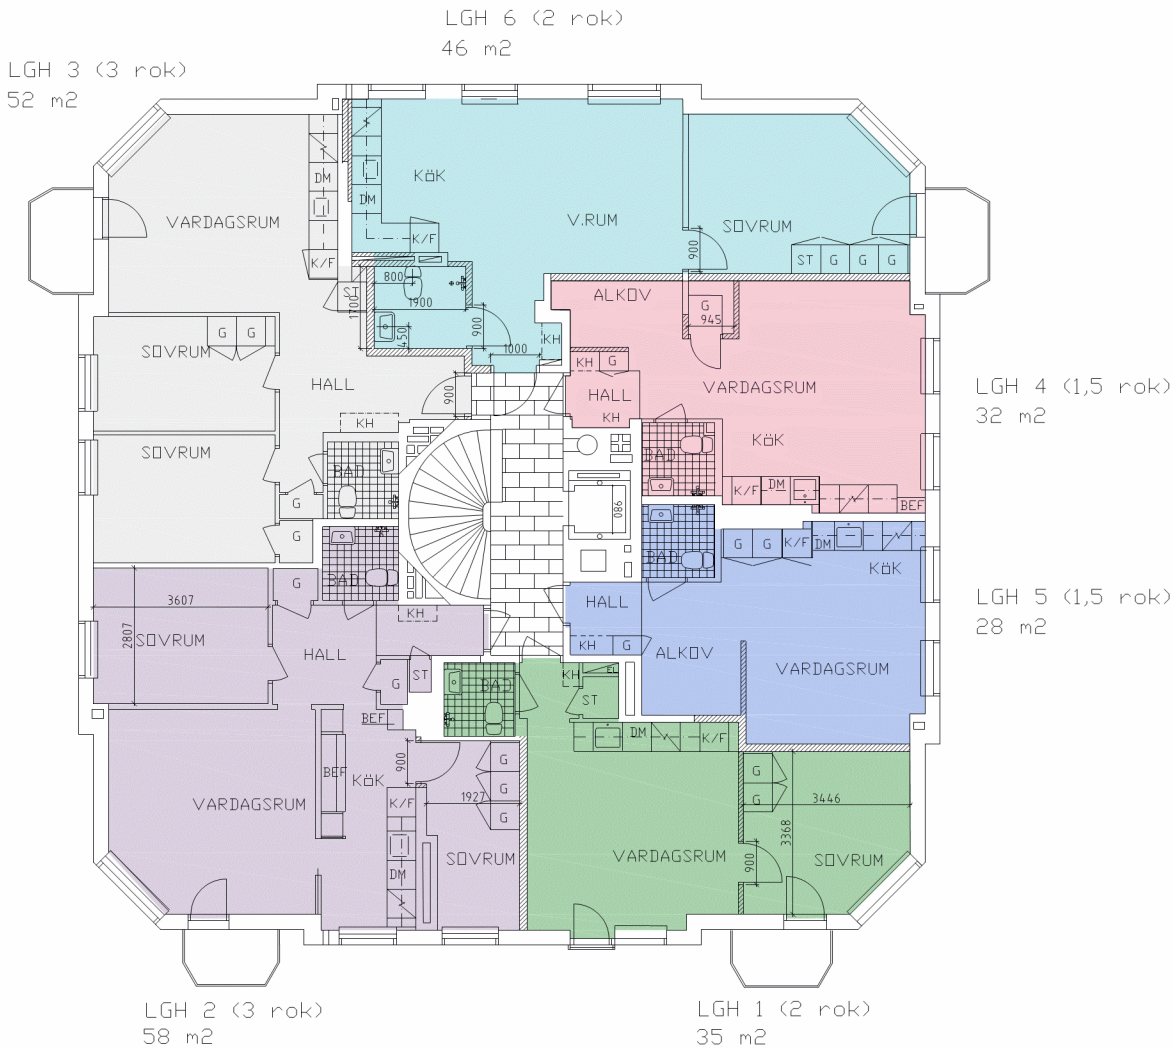 LGH 6 (2 rok)
46 m2
LGH 3 (3 rok)
52 m2
DM
K/F
VARDAGSRUM
ST
1700
G
G
SOVRUM
HALL
900
KH
SOVRUM
BAD
G
G
KÖK
DM
K/F
V.RUM
800
1900
450
900
1000
KH
900
SOVRUM
ST
G
G
G
ALKOV
G
945
KH
G
VARDAGSRUM
HALL
KH
KÖK
BAD
K/F
DM
BEF
LGH 4 (1,5 rok)
32 m2
980
BAD
G
G
K/F
DM
KÖK
HALL
KH
G
ALKOV
VARDAGSRUM
LGH 5 (1,5 rok)
28 m2
BAD
G
3607
2807
SOVRUM
HALL
KH
ST
G
BEF
BEF
KÖK
900
K/F
VARDAGSRUM
DM
1927
G
G
G
SOVRUM
BAD
KH
EL
ST
DM
K/F
VARDAGSRUM
900
G
G
3446
3368
SOVRUM
LGH 2 (3 rok)
58 m2
LGH 1 (2 rok)
35 m2